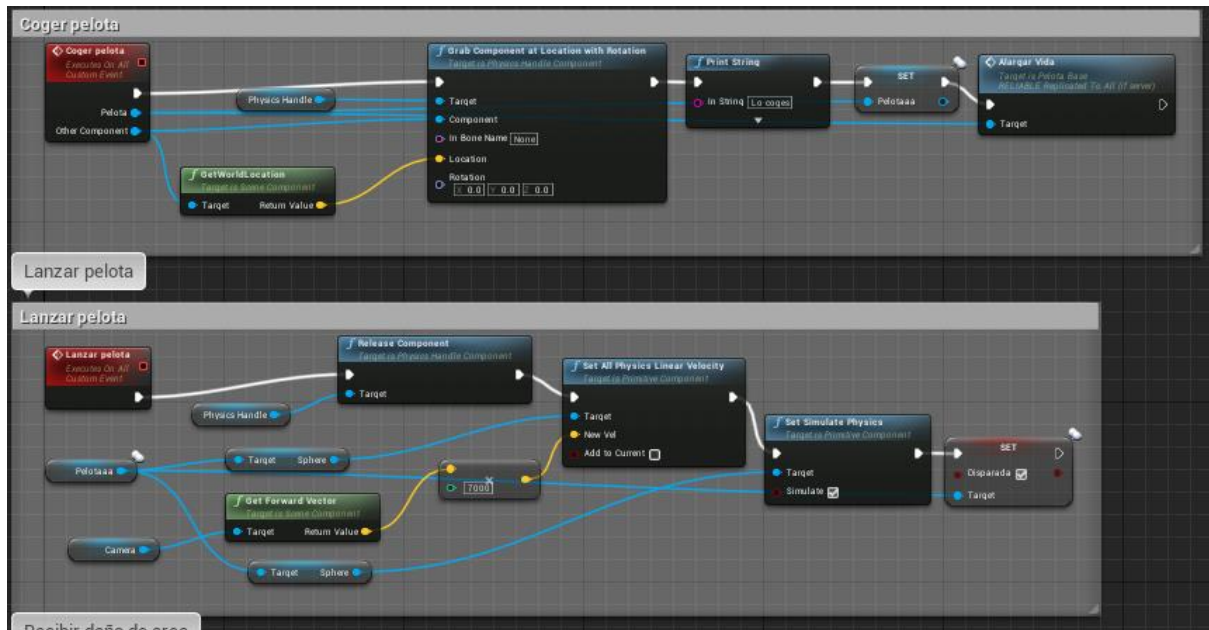 Coger pelota
Coger pelota
Executes On All
Custom Event
Pelota
Other Component
Physics Handle
GetWorldLocation
Target is Scene Component
Target
Return Value
Grab Component at Location with Rotation
Target is Physics Handle Component
Target
Component
In Bone Name None
Location
Rotation
X 0.0 Y 0.0 Z 0.0
Print String
In String Lo coges
SET
Pelotaaa
Alargar Vida
Target is Pelota Base
RELIABLE Replicated To All (if server)
Target
Lanzar pelota
Lanzar pelota
Lanzar pelota
Executes On All
Custom Event
Physics Handle
Release Component
Target is Physics Handle Component
Target
Pelotaaa
Target Sphere
Get Forward Vector
Target is Scene Component
Target Return Value
Camera
Target Sphere
7000
Set All Physics Linear Velocity
Target is Primitive Component
Target
New Vel
Add to Current
Set Simulate Physics
Target is Primitive Component
Target
Simulate
SET
Disparada
Target
Recibir daño de area